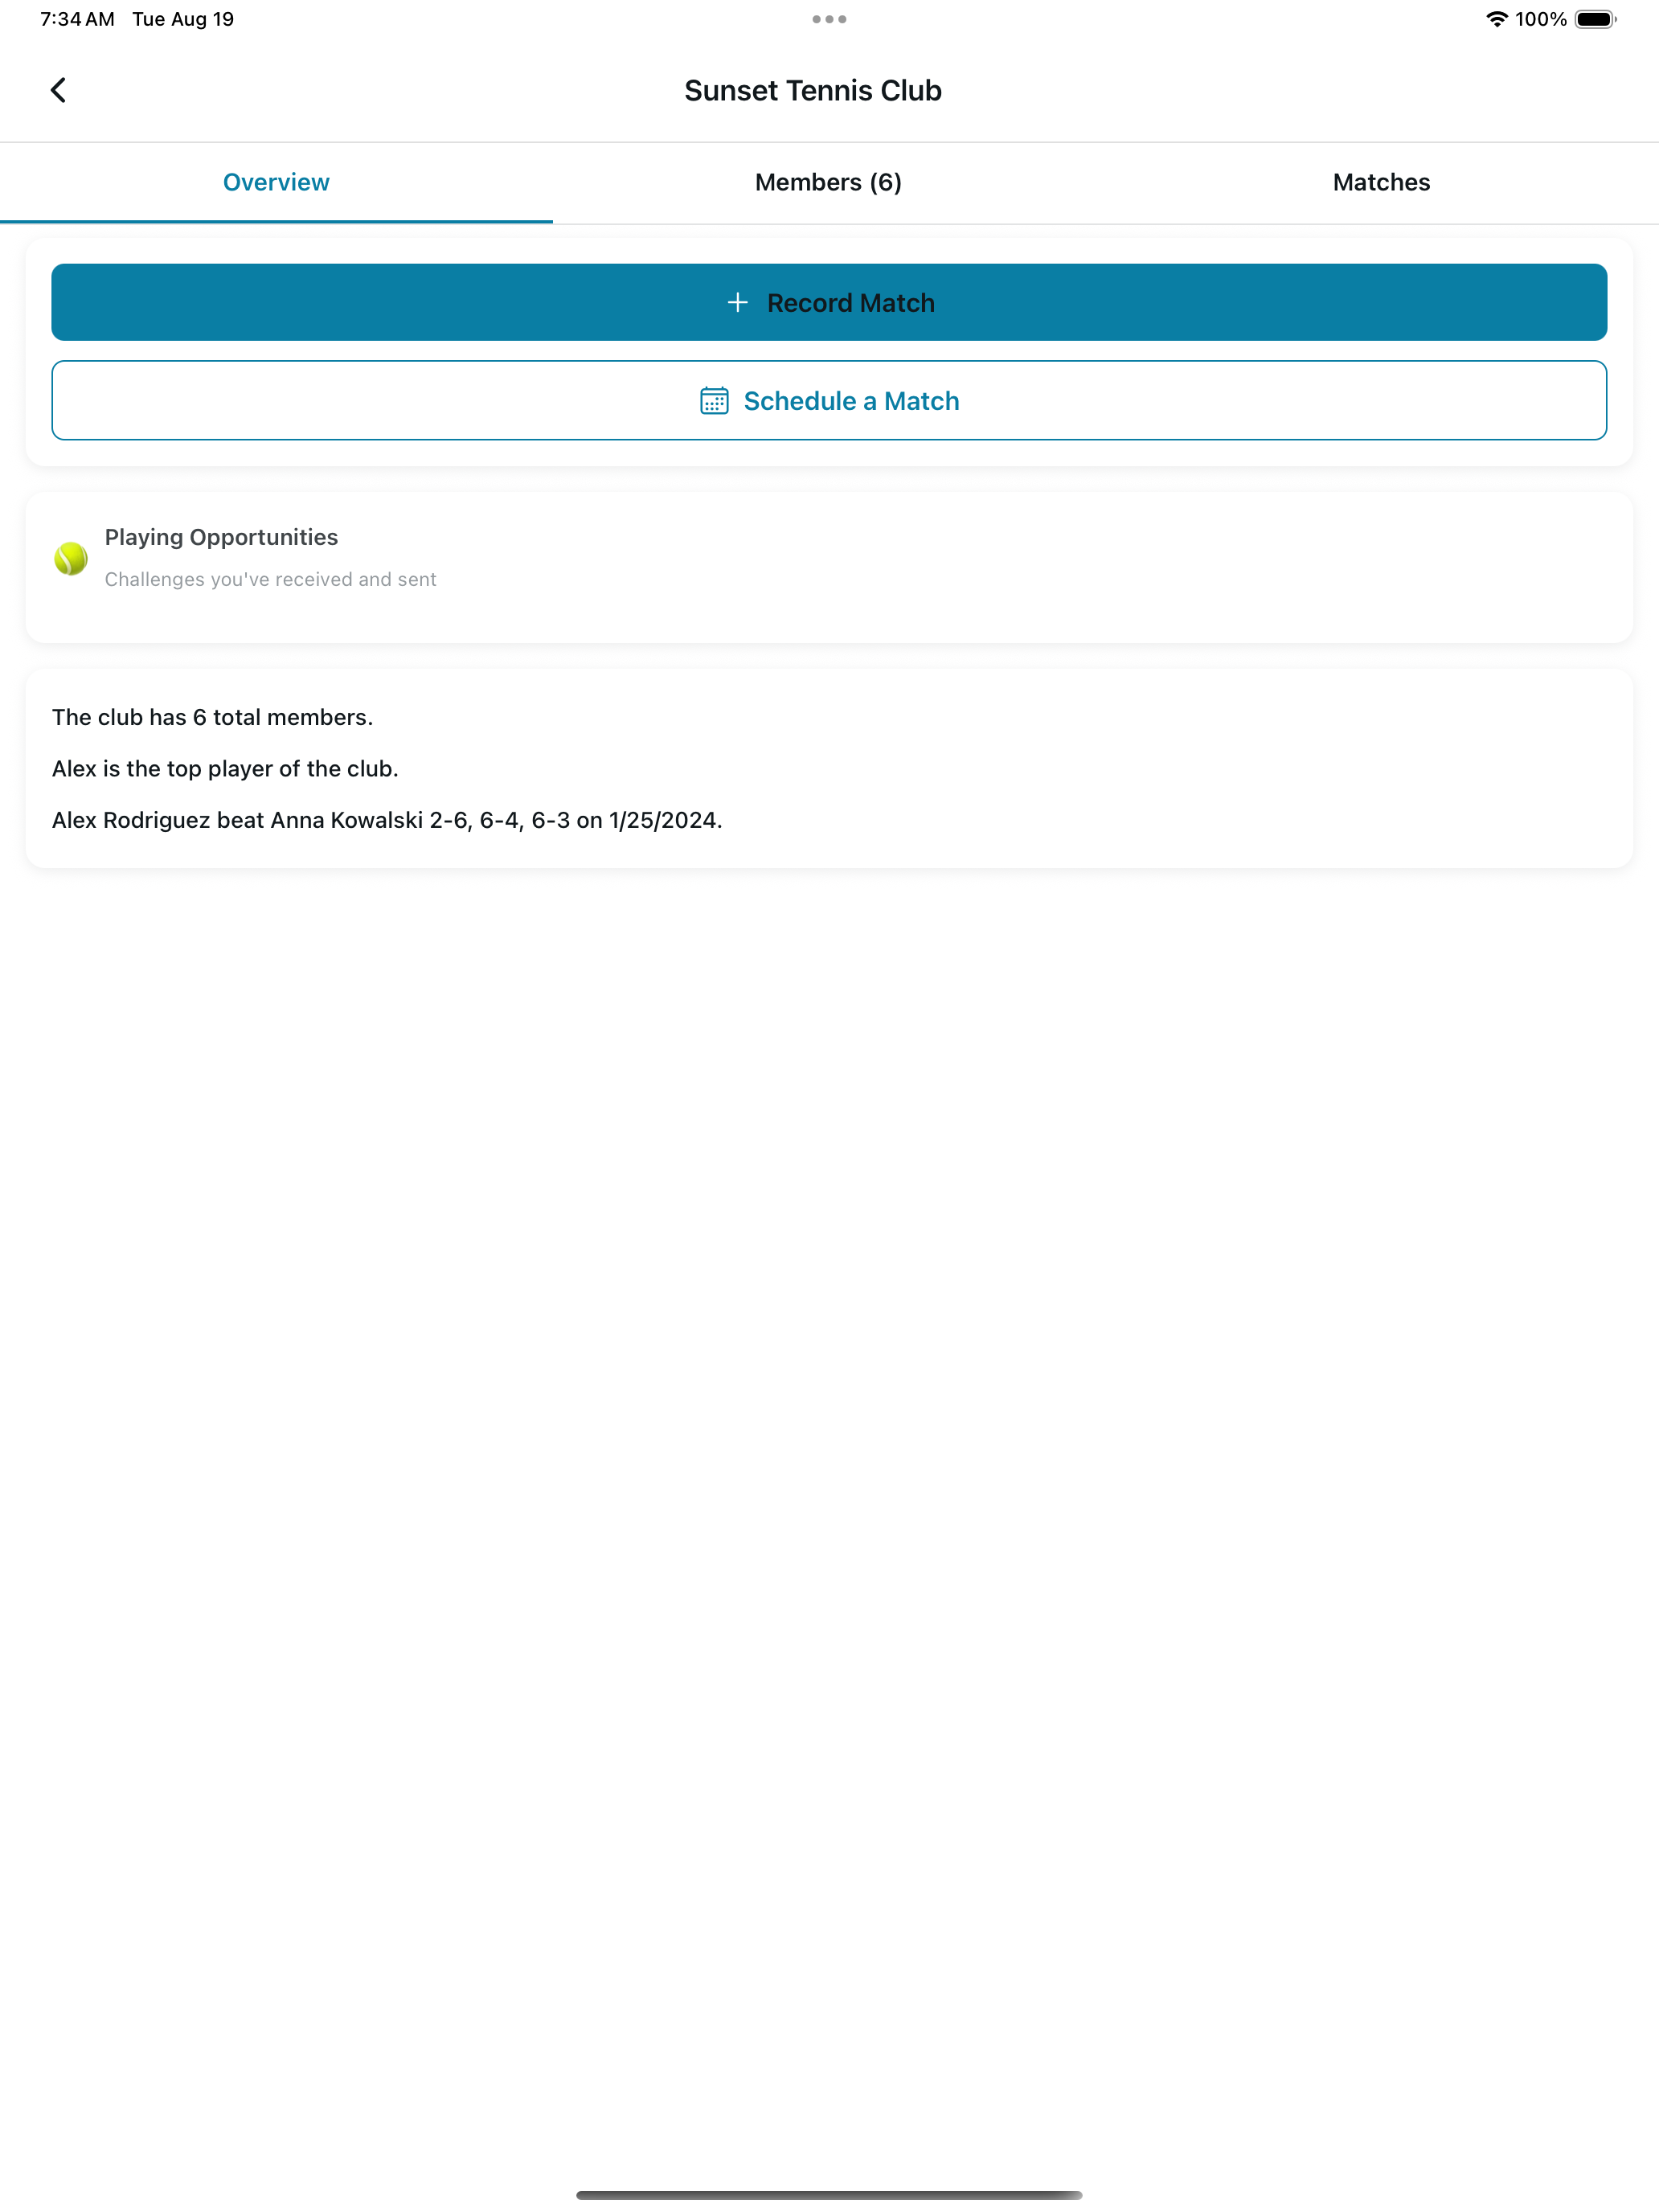 7:34 AM Tue Aug 19
100%
Sunset Tennis Club
Overview
Members (6)
Matches
Record Match
Schedule a Match
Playing Opportunities
Challenges you've received and sent
The club has 6 total members.
Alex is the top player of the club.
Alex Rodriguez beat Anna Kowalski 2-6, 6-4, 6-3 on 1/25/2024.